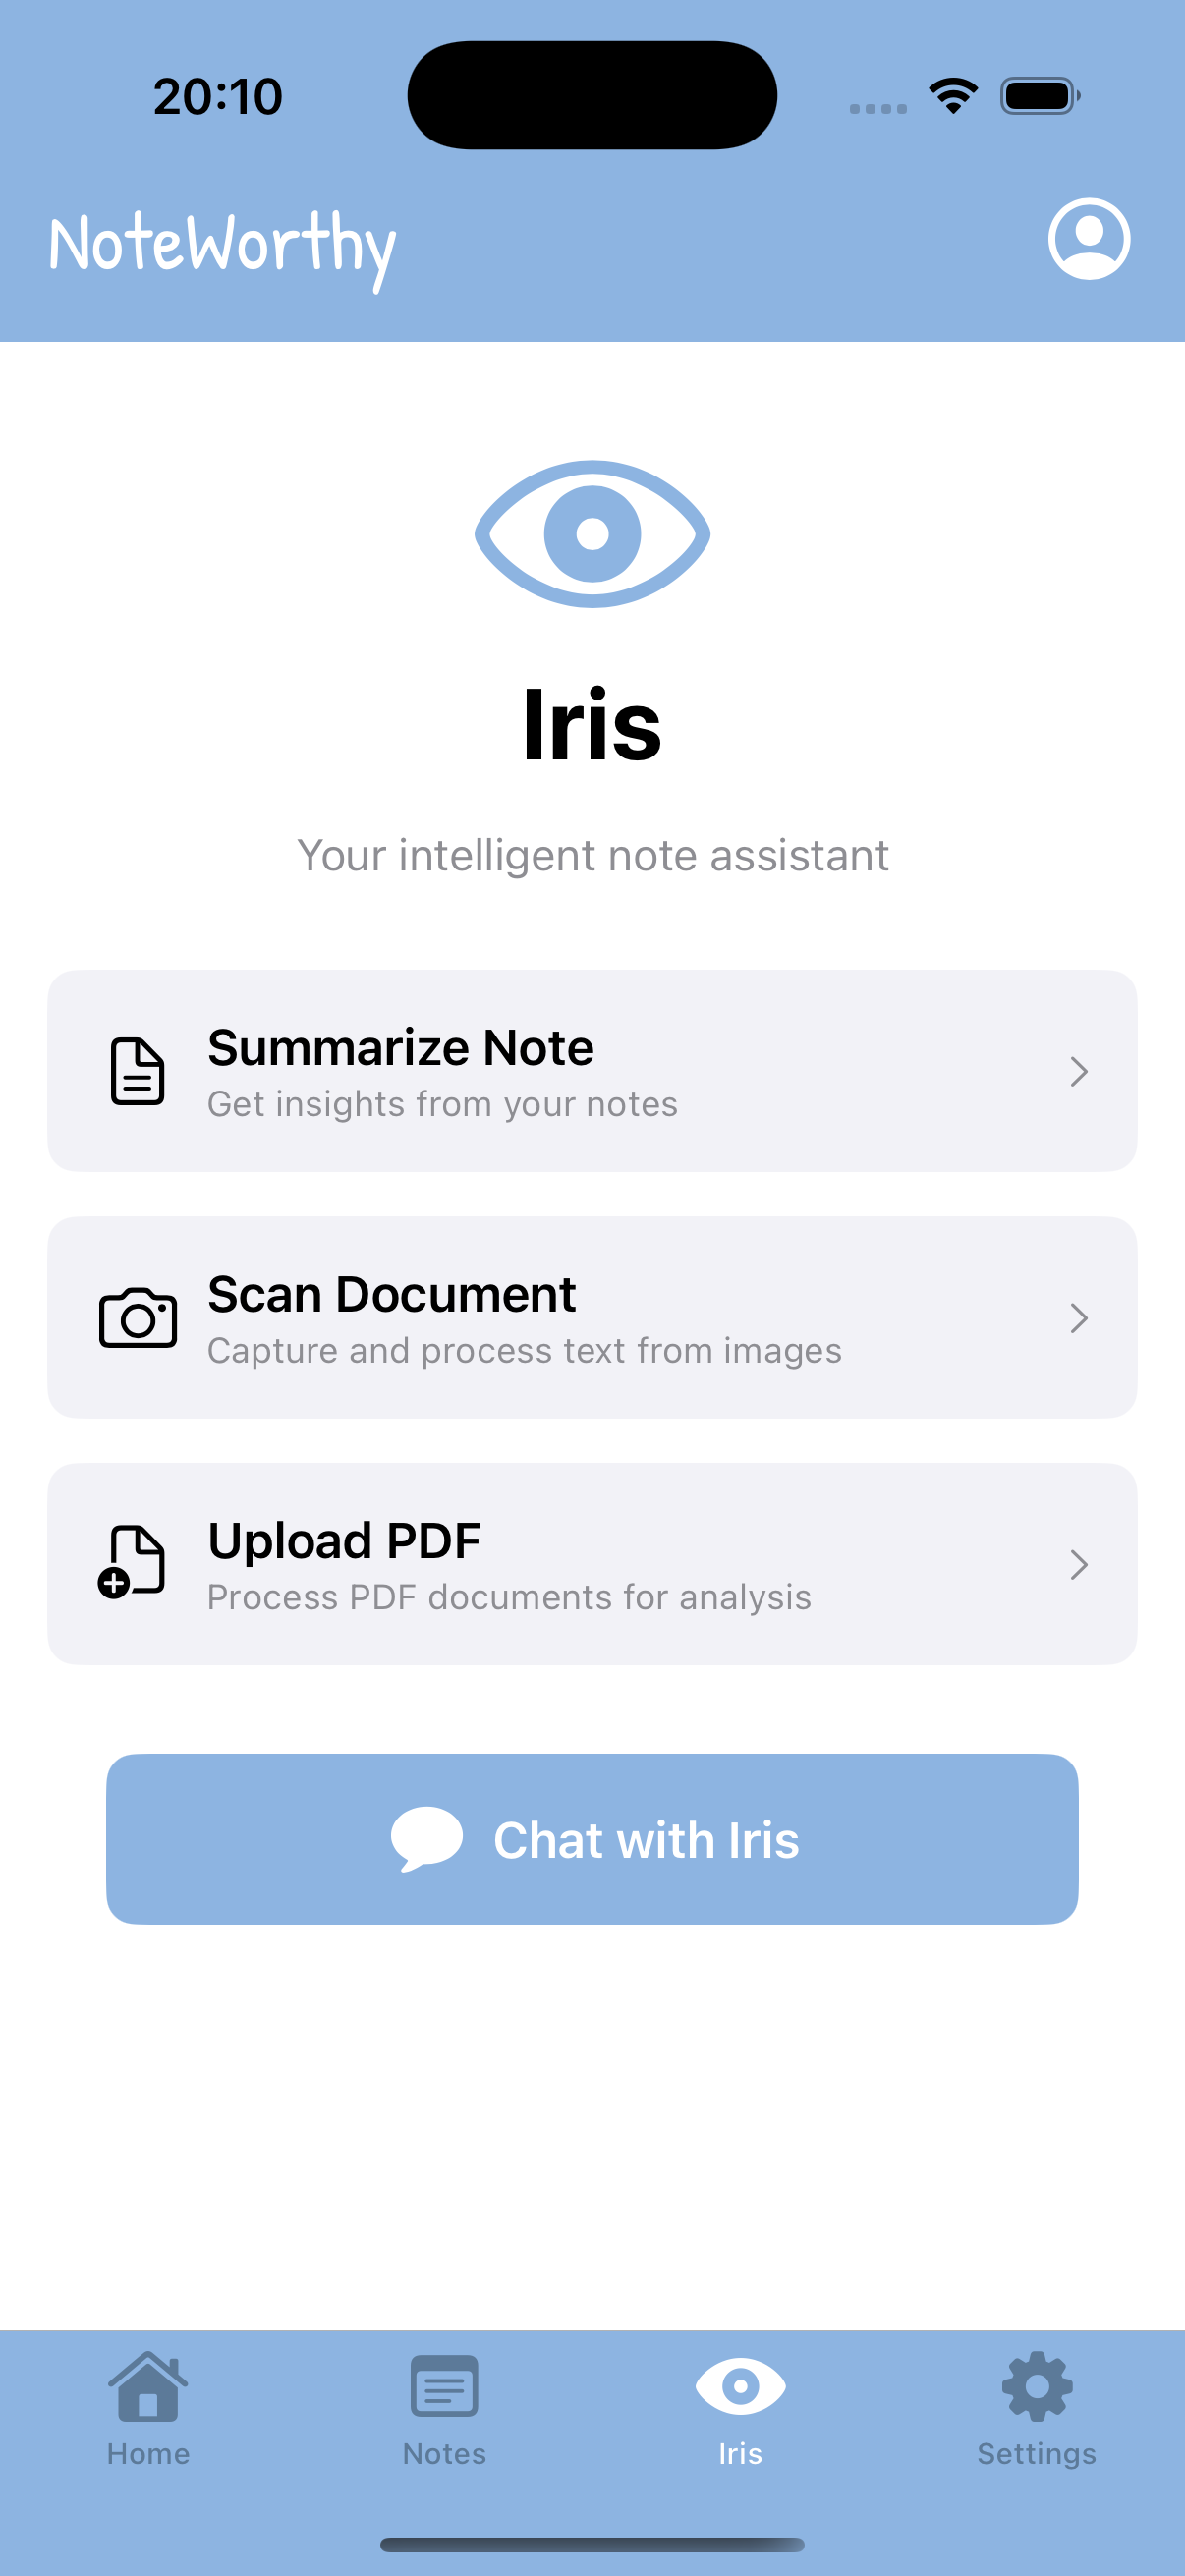 20:10
NoteWorthy
Iris
Your intelligent note assistant
Summarize Note
Get insights from your notes
Scan Document
Capture and process text from images
Upload PDF
Process PDF documents for analysis
Chat with Iris
Home
Notes
Iris
Settings